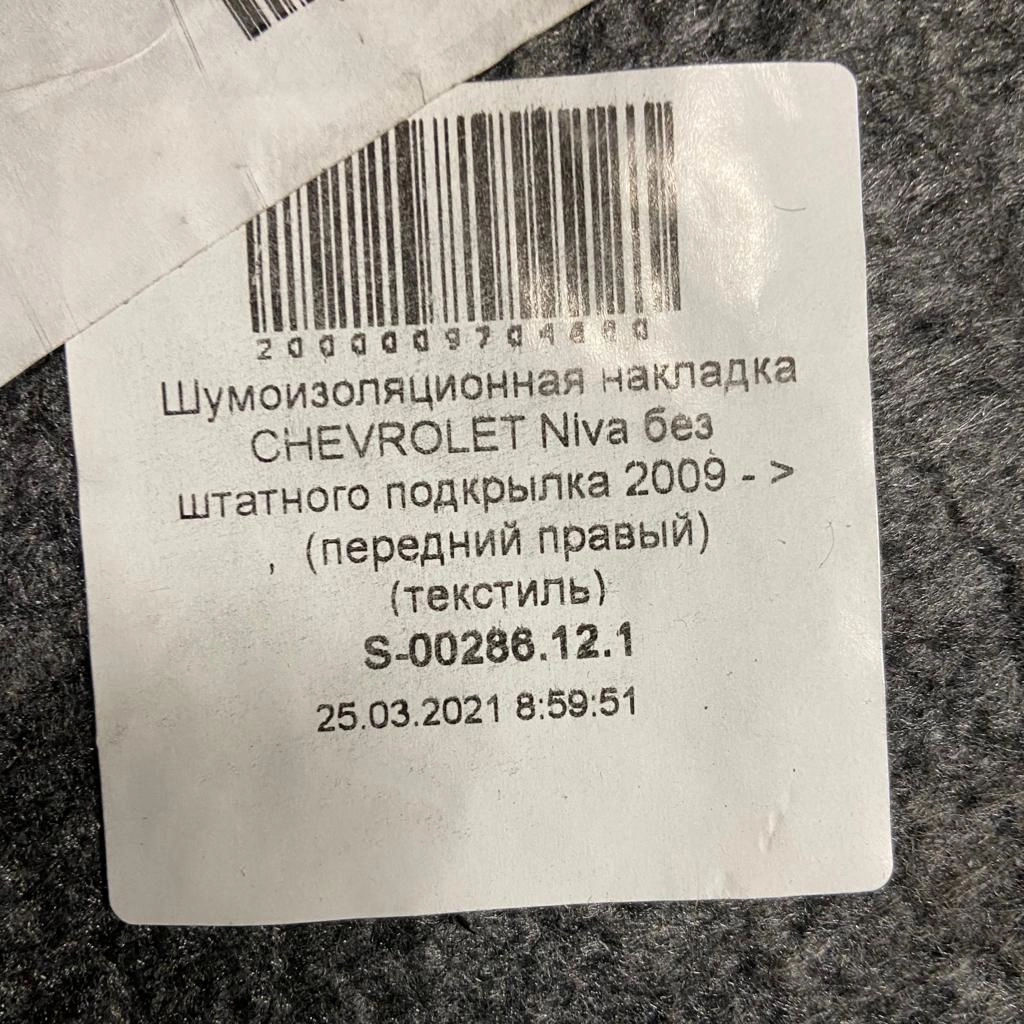 Шумоизоляционная накладка
CHEVROLET Niva без
штатного подкрылка 2009 - >
, (передний правый)
(текстиль)
S-00286.12.1
25.03.2021 8:59:51